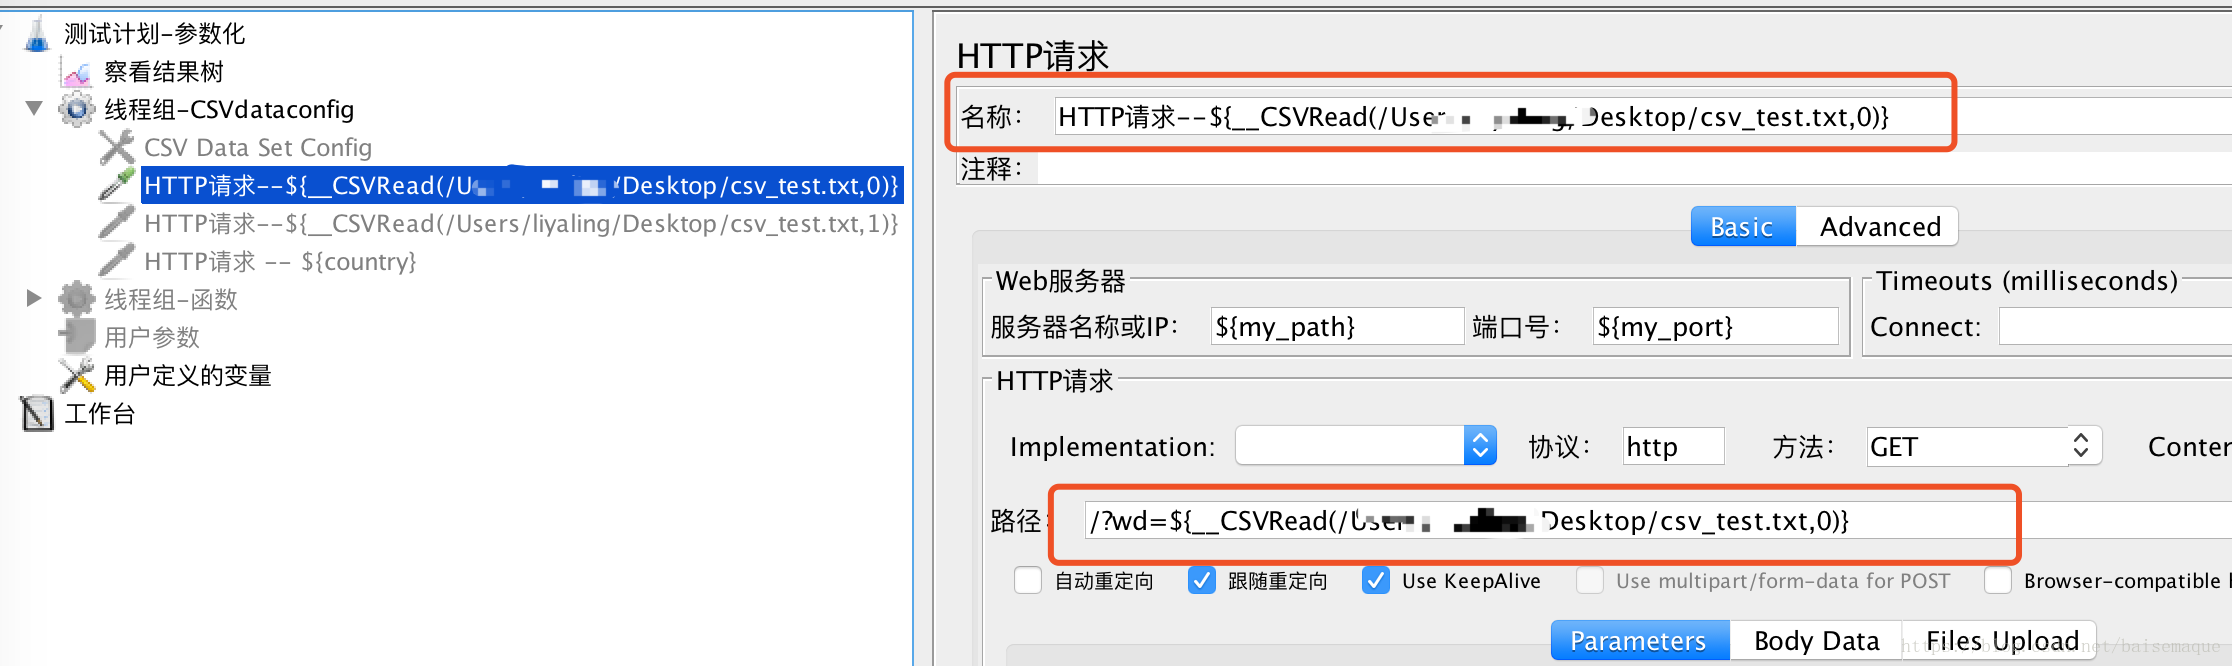 测试计划-参数化
察看结果树
线程组-CSVdataconfig
CSV Data Set Config
HTTP请求--${__CSVRead(/U /Desktop/csv_test.txt,0)}
HTTP请求--${__CSVRead(/Users/liyaling/Desktop/csv_test.txt,1)}
HTTP请求 -- ${country}
线程组-函数
用户参数
用户定义的变量
工作台
HTTP请求
名称： HTTP请求--${__CSVRead(/User Desktop/csv_test.txt,0)}
注释：
Basic Advanced
Web服务器
服务器名称或IP： ${my_path} 端口号： ${my_port}
Timeouts (milliseconds)
Connect:
HTTP请求
Implementation: 协议： http 方法： GET Conter
路径： /?wd=${__CSVRead(/User Desktop/csv_test.txt,0)}
自动重定向 跟随重定向 Use KeepAlive Use multipart/form-data for POST Browser-compatible
Parameters Body Data Files Upload
https://blog.csdn.net/baisemaque